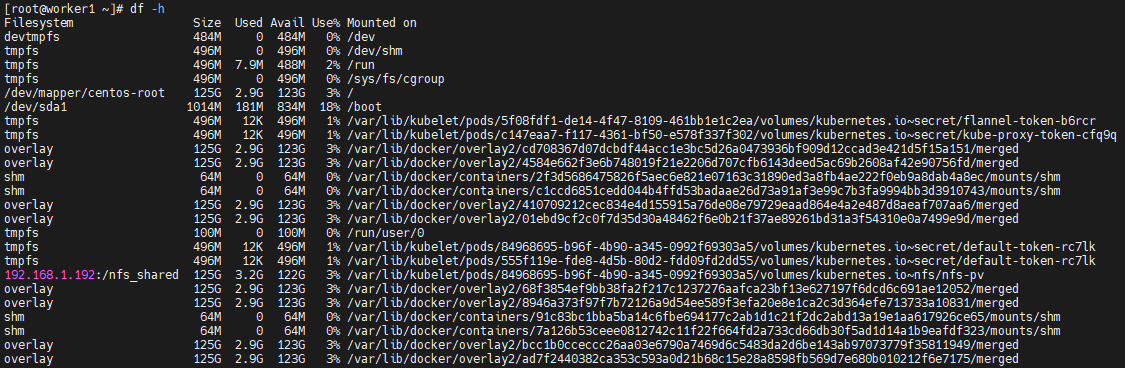 [root@worker1 ~]# df -h
Filesystem Size Used Avail Use% Mounted on
devtmpfs 484M 0 484M 0% /dev
tmpfs 496M 0 496M 0% /dev/shm
tmpfs 496M 7.9M 488M 2% /run
tmpfs 496M 0 496M 0% /sys/fs/cgroup
/dev/mapper/centos-root 125G 2.9G 123G 3% /
/dev/sda1 1014M 181M 834M 18% /boot
tmpfs 496M 12K 496M 1% /var/lib/kubelet/pods/5f08fdf1-de14-4f47-8109-461bb1e1c2ea/volumes/kubernetes.io~secret/flannel-token-b6rcr
tmpfs 496M 12K 496M 1% /var/lib/kubelet/pods/c147eaa7-f117-4361-bf50-e578f337f302/volumes/kubernetes.io~secret/kube-proxy-token-cfq9q
overlay 125G 2.9G 123G 3% /var/lib/docker/overlay2/cd708367d07dcbdf44acc1e3bc5d26a0473936bf909d12ccad3e421d5f15a151/merged
overlay 125G 2.9G 123G 3% /var/lib/docker/overlay2/4584e662f3e6b748019f21e2206d707cfb6143deed5ac69b2608af42e90756fd/merged
shm 64M 0 64M 0% /var/lib/docker/containers/2f3d5686475826f5aec6e821e07163c31890ed3a8fb4ae222f0eb9a8dab4a8ec/mounts/shm
shm 64M 0 64M 0% /var/lib/docker/containers/c1ccd6851cedd044b4ffd53badaae26d73a91af3e99c7b3fa9994bb3d3910743/mounts/shm
overlay 125G 2.9G 123G 3% /var/lib/docker/overlay2/410709212cec834e4d155915a76de08e79729eaad864e4a2e487d8aeaf707aa6/merged
overlay 125G 2.9G 123G 3% /var/lib/docker/overlay2/01ebd9cf2c0f7d35d30a48462f6e0b21f37ae89261bd31a3f54310e0a7499e9d/merged
tmpfs 100M 0 100M 0% /run/user/0
tmpfs 496M 12K 496M 1% /var/lib/kubelet/pods/84968695-b96f-4b90-a345-0992f69303a5/volumes/kubernetes.io~secret/default-token-rc7lk
tmpfs 496M 12K 496M 1% /var/lib/kubelet/pods/555f119e-fde8-4d5b-80d2-fdd09fd2dd55/volumes/kubernetes.io~secret/default-token-rc7lk
192.168.1.192:/nfs_shared 125G 3.2G 122G 3% /var/lib/kubelet/pods/84968695-b96f-4b90-a345-0992f69303a5/volumes/kubernetes.io~nfs/nfs-pv
overlay 125G 2.9G 123G 3% /var/lib/docker/overlay2/68f3854ef9bb38fa2f217c1237276aafca23bf13e627197f6dcd6c691ae12052/merged
overlay 125G 2.9G 123G 3% /var/lib/docker/overlay2/8946a373f97f7b72126a9d54ee589f3efa20e8e1ca2c3d364efe713733a10831/merged
shm 64M 0 64M 0% /var/lib/docker/containers/91c83bc1bba5ba14c6fbe694177c2ab1d1c21f2dc2abd13a19e1aa617926ce65/mounts/shm
shm 64M 0 64M 0% /var/lib/docker/containers/7a126b53ceee0812742c11f22f664fd2a733cd66db30f5ad1d14a1b9eafdf323/mounts/shm
overlay 125G 2.9G 123G 3% /var/lib/docker/overlay2/bcc1b0cceccc26aa03e6790a7469d6c5483da2d6be143ab97073779f35811949/merged
overlay 125G 2.9G 123G 3% /var/lib/docker/overlay2/ad7f2440382ca353c593a0d21b68c15e28a8598fb569d7e680b010212f6e7175/merged